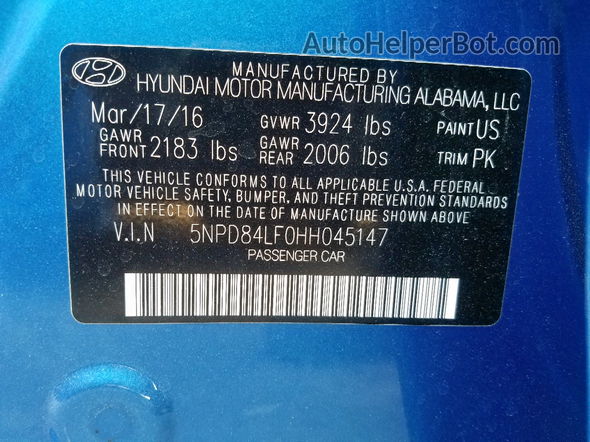 AutoHelperBot.com
MANUFACTURED BY
HYUNDAI MOTOR MANUFACTURING ALABAMA, LLC
Mar/17/16 GVWR 3924 lbs PAINT US
GAWR FRONT 2183 lbs GAWR REAR 2006 lbs TRIM PK
THIS VEHICLE CONFORMS TO ALL APPLICABLE U.S.A. FEDERAL
MOTOR VEHICLE SAFETY, BUMPER, AND THEFT PREVENTION STANDARDS
IN EFFECT ON THE DATE OF MANUFACTURE SHOWN ABOVE
V.I.N 5NPD84LF0HH045147
PASSENGER CAR